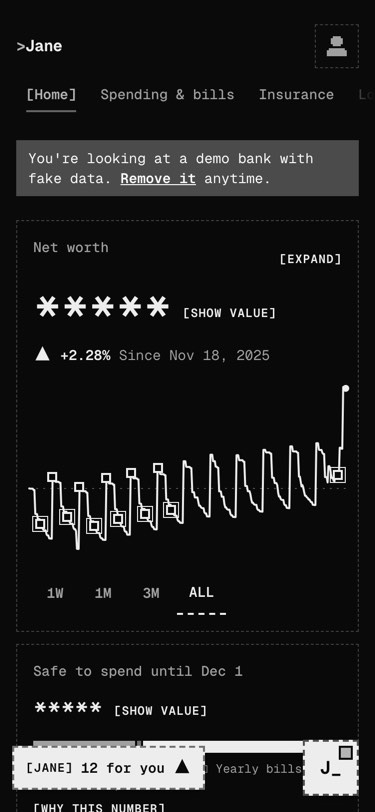 >Jane
[Home] Spending & bills Insurance Lo
You're looking at a demo bank with
fake data. Remove it anytime.
Net worth
[EXPAND]
***** [SHOW VALUE]
▲ +2.28% Since Nov 18, 2025
1W 1M 3M ALL
Safe to spend until Dec 1
***** [SHOW VALUE]
[JANE] 12 for you ▲
Yearly bills
J_
[WHY THIS NUMBER]